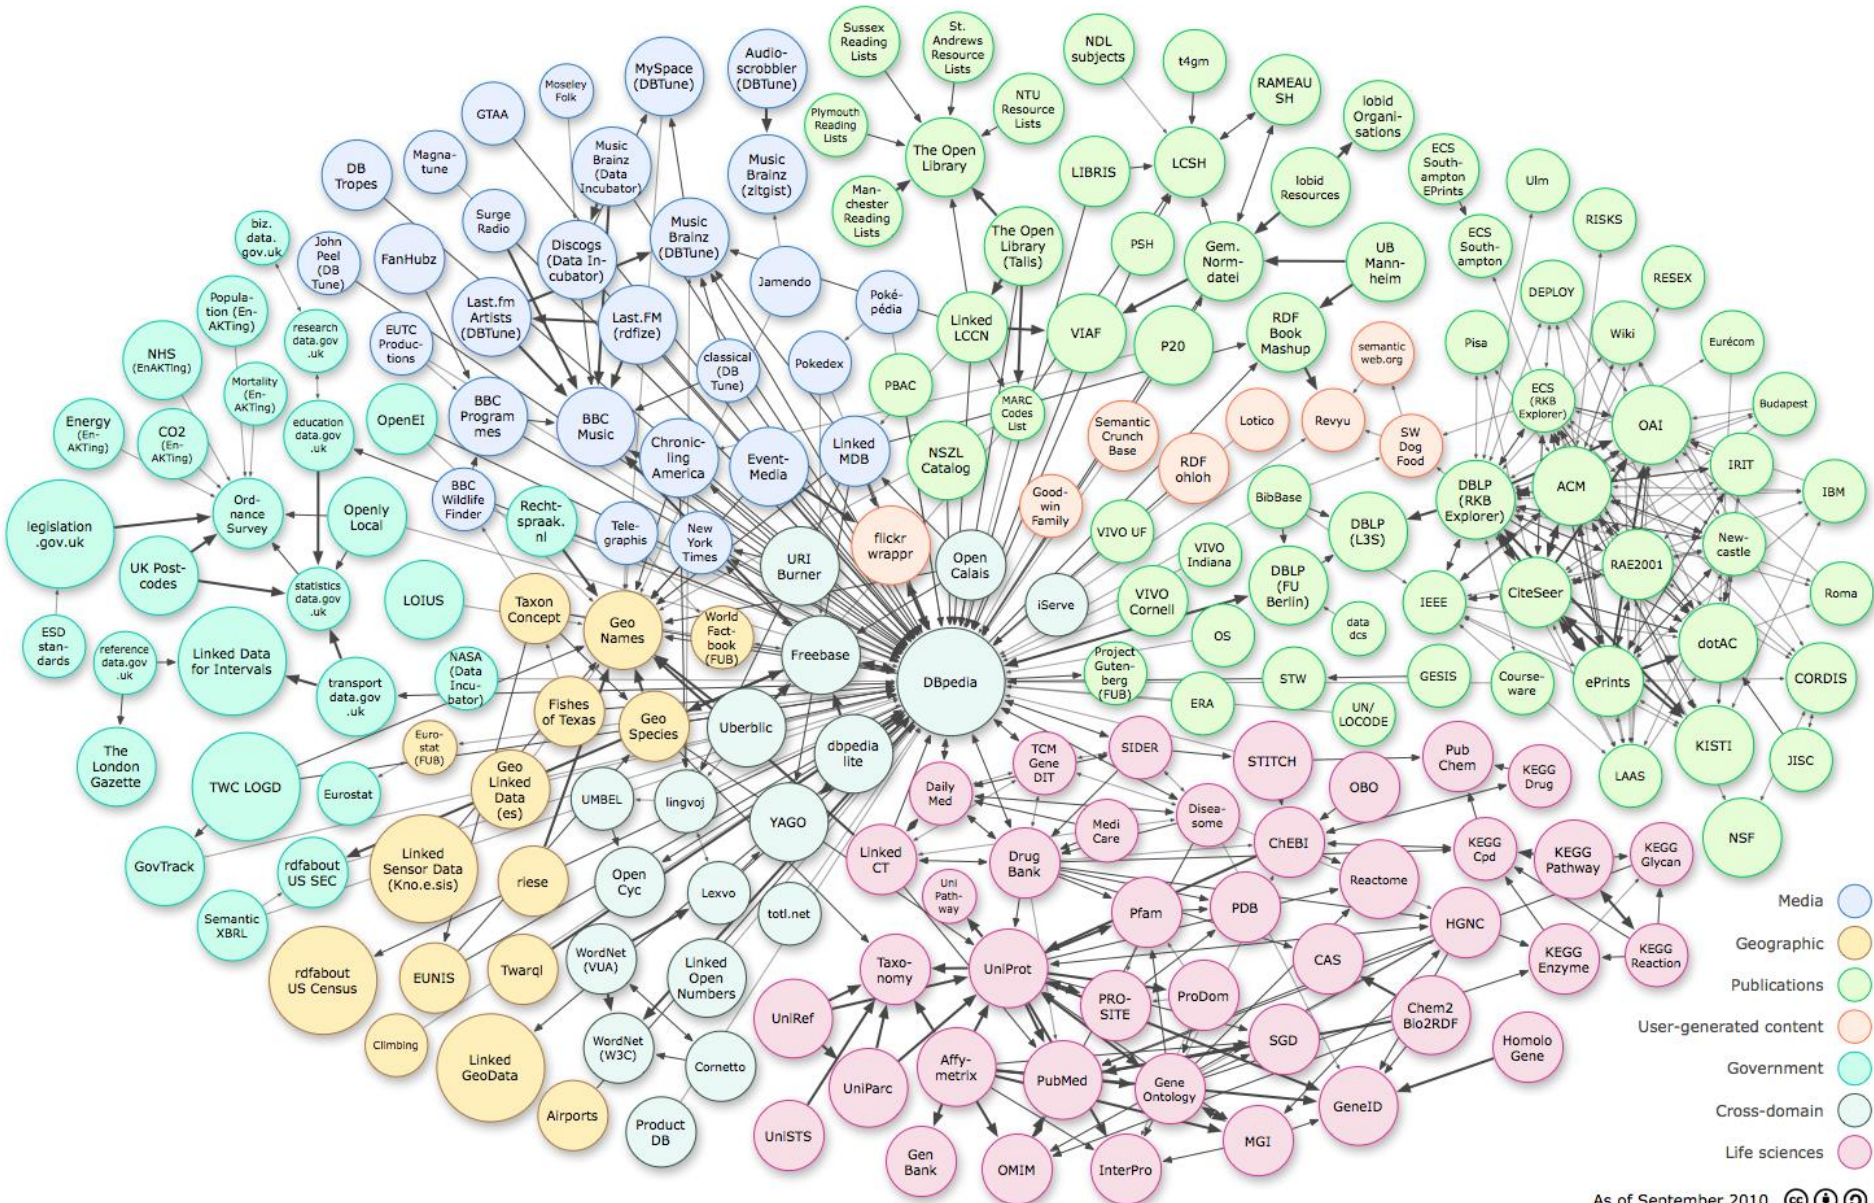 Sussex
Reading
Lists
St.
Andrews
Resource
Lists
NDL
subjects
t4gm
RAMEAU
SH
lobid
Organi-
sations
Audio-
scrobbler
(DBTune)
MySpace
(DBTune)
Moseley
Folk
GTAA
Plymouth
Reading
Lists
NTU
Resource
Lists
The Open
Library
LIBRIS
LCSH
lobid
Resources
ECS
South-
ampton
EPrints
Ulm
Music
Brainz
(Data
Incubator)
Music
Brainz
(zitgist)
Magna-
tune
DB
Tropes
Man-
chester
Reading
Lists
RISKS
biz.
data.
gov.uk
John
Peel
(DB
Tune)
FanHubz
Surge
Radio
Discogs
(Data In-
cubator)
Music
Brainz
(DBTune)
The Open
Library
(Talis)
PSH
Gem.
Norm-
datei
UB
Mann-
heim
ECS
South-
ampton
RESEX
DEPLOY
Jamendo
Poké-
pédia
Popula-
tion (En-
AKTing)
research
data.gov
.uk
EUTC
Produc-
tions
Last.fm
Artists
(DBTune)
Last.FM
(rdfize)
Linked
LCCN
VIAF
P20
RDF
Book
Mashup
semantic
web.org
Pisa
Wiki
Eurécom
NHS
(EnAKTing)
Mortality
(En-
AKTing)
classical
(DB
Tune)
Pokedex
PBAC
MARC
Codes
List
Energy
(En-
AKTing)
CO2
(En-
AKTing)
education
data.gov
.uk
OpenEI
BBC
Program
mes
BBC
Music
Chronic-
ling
America
Event-
Media
Linked
MDB
NSZL
Catalog
Semantic
Crunch
Base
RDF
ohloh
Lotico
Revyu
SW
Dog
Food
ECS
(RKB
Explorer)
OAI
Budapest
legislation
.gov.uk
Ord-
nance
Survey
Openly
Local
BBC
Wildlife
Finder
Recht-
spraak.
nl
Tele-
graphis
New
York
Times
URI
Burner
flickr
wrappr
Open
Calais
Good-
win
Family
VIVO UF
BibBase
DBLP
(L3S)
DBLP
(RKB
Explorer)
ACM
IRIT
IBM
UK Post-
codes
statistics
data.gov
.uk
LOIUS
Taxon
Concept
Geo
Names
World
Fact-
book
(FUB)
Freebase
iServe
VIVO
Cornell
VIVO
Indiana
DBLP
(FU
Berlin)
IEEE
CiteSeer
RAE2001
New-
castle
Roma
ESD
stan-
dards
reference
data.gov
.uk
Linked Data
for Intervals
transport
data.gov
.uk
NASA
(Data
Incu-
bator)
Fishes
of Texas
Geo
Species
Uberblic
DBpedia
Project
Guten-
berg
(FUB)
OS
data
dcs
STW
GESIS
Course-
ware
ePrints
dotAC
CORDIS
ERA
UN/
LOCODE
The
London
Gazette
TWC LOGD
Euro-
stat
(FUB)
Eurostat
Geo
Linked
Data
(es)
UMBEL
lingvoj
dbpedia
lite
Daily
Med
TCM
Gene
DIT
SIDER
STITCH
Pub
Chem
KEGG
Drug
LAAS
KISTI
JISC
YAGO
Medi
Care
Disea-
some
OBO
NSF
GovTrack
rdfabout
US SEC
Linked
Sensor Data
(Kno.e.sis)
riese
Open
Cyc
Lexvo
totl.net
Linked
CT
Drug
Bank
ChEBI
Reactome
KEGG
Cpd
KEGG
Pathway
KEGG
Glycan
Semantic
XBRL
Uni
Path-
way
Pfam
PDB
HGNC
Media
rdfabout
US Census
EUNIS
Twarql
WordNet
(VUA)
Linked
Open
Numbers
Taxo-
nomy
UniProt
PRO-
SITE
ProDom
CAS
KEGG
Enzyme
KEGG
Reaction
Geographic
Publications
Climbing
Linked
GeoData
WordNet
(W3C)
Cornetto
UniRef
UniParc
Affy-
metrix
PubMed
Gene
Ontology
SGD
Chem2
Bio2RDF
Homolo
Gene
User-generated content
Government
Airports
Product
DB
UniSTS
Gen
Bank
OMIM
InterPro
MGI
GeneID
Cross-domain
Life sciences
As of September 2010
cc